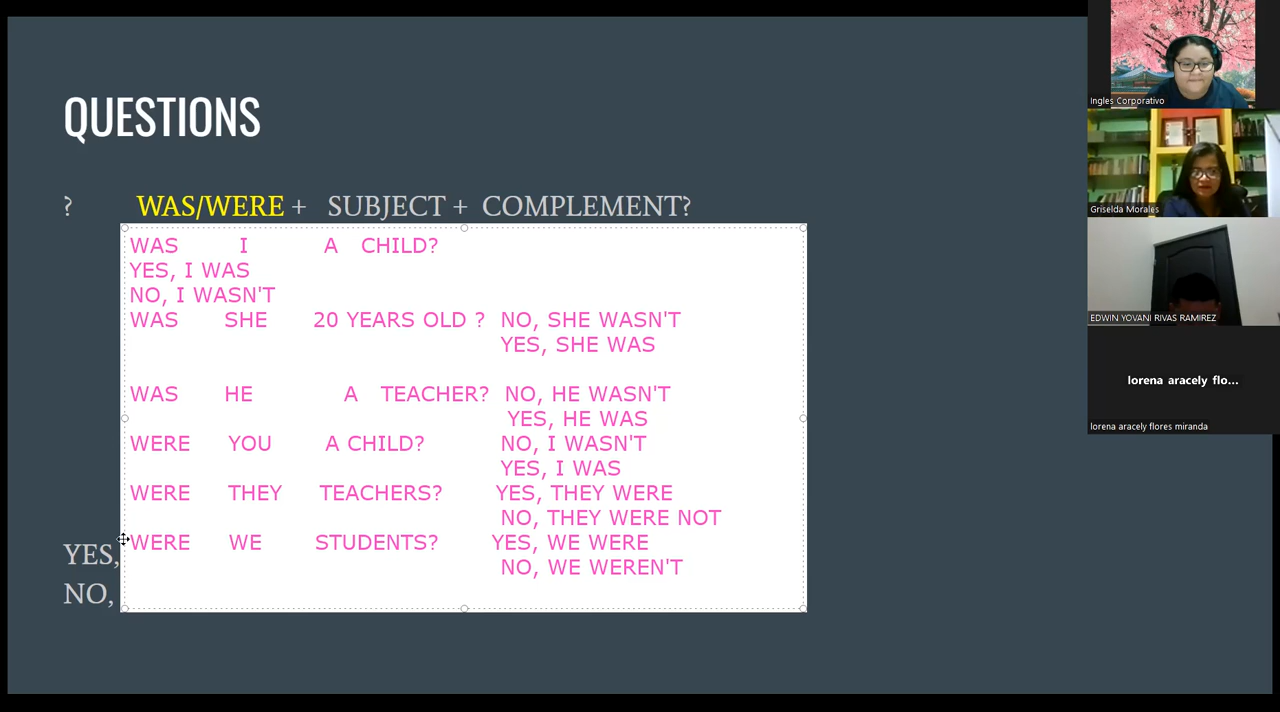 QUESTIONS
? WAS/WERE + SUBJECT + COMPLEMENT?
WAS I A CHILD?
YES, I WAS
NO, I WASN'T
WAS SHE 20 YEARS OLD ? NO, SHE WASN'T
YES, SHE WAS
WAS HE A TEACHER? NO, HE WASN'T
YES, HE WAS
WERE YOU A CHILD? NO, I WASN'T
YES, I WAS
WERE THEY TEACHERS? YES, THEY WERE
NO, THEY WERE NOT
WERE WE STUDENTS? YES, WE WERE
NO, WE WEREN'T
YES,
NO,
Ingles Corporativo
Griselda Morales
EDWIN YOVANI RIVAS RAMIREZ
lorena aracely flo...
lorena aracely flores miranda